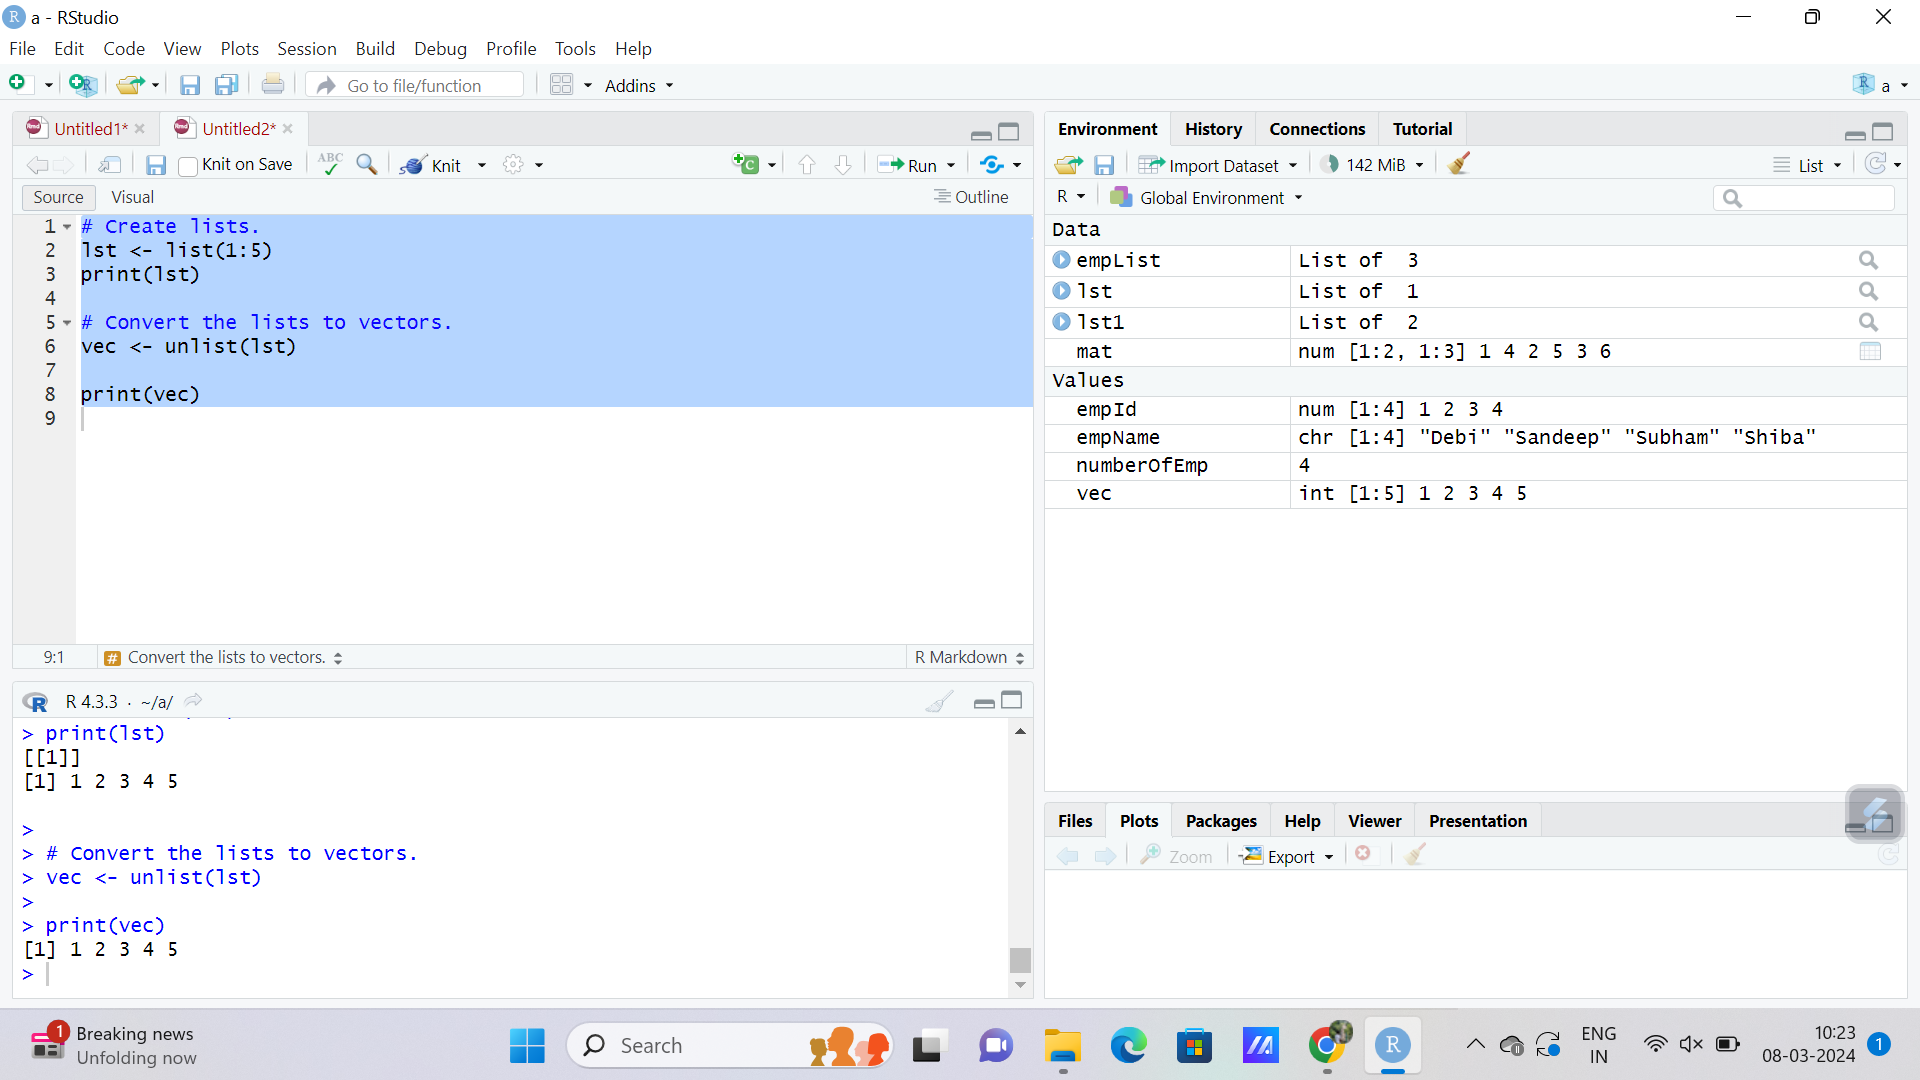 a - RStudio
File Edit Code View Plots Session Build Debug Profile Tools Help
Go to file/function Addins a
Untitled1* Untitled2*
Knit on Save ABC Knit Run
Source Visual Outline
1 # Create lists.
2 lst <- list(1:5)
3 print(lst)
4
5 # Convert the lists to vectors.
6 vec <- unlist(lst)
7
8 print(vec)
9
9:1 # Convert the lists to vectors. R Markdown
R 4.3.3 · ~/a/
> print(lst)
[[1]]
[1] 1 2 3 4 5
>
> # Convert the lists to vectors.
> vec <- unlist(lst)
>
> print(vec)
[1] 1 2 3 4 5
>
Environment History Connections Tutorial
Import Dataset 142 MiB List
R Global Environment
Data
empList List of 3
lst List of 1
lst1 List of 2
mat num [1:2, 1:3] 1 4 2 5 3 6
Values
empId num [1:4] 1 2 3 4
empName chr [1:4] "Debi" "Sandeep" "Subham" "Shiba"
numberOfEmp 4
vec int [1:5] 1 2 3 4 5
Files Plots Packages Help Viewer Presentation
Zoom Export
1 Breaking news
Unfolding now
Search
ENG
IN
10:23
08-03-2024
1